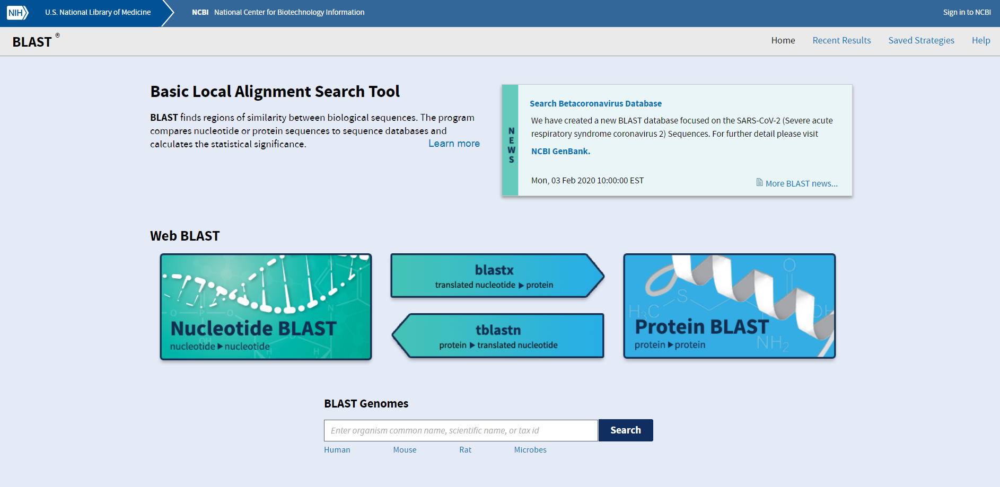 NIH U.S. National Library of Medicine NCBI National Center for Biotechnology Information Sign in to NCBI
BLAST ® Home Recent Results Saved Strategies Help
Basic Local Alignment Search Tool
BLAST finds regions of similarity between biological sequences. The program
compares nucleotide or protein sequences to sequence databases and
calculates the statistical significance. Learn more
NEWS
Search Betacoronavirus Database
We have created a new BLAST database focused on the SARS-CoV-2 (Severe acute
respiratory syndrome coronavirus 2) Sequences. For further detail please visit
NCBI GenBank.
Mon, 03 Feb 2020 10:00:00 EST More BLAST news...
Web BLAST
Nucleotide BLAST
nucleotide ▶ nucleotide
O P O N OH H
blastx
translated nucleotide ▶ protein
tblastn
protein ▶ translated nucleotide
O S H₃C OH NH₂
Protein BLAST
protein ▶ protein
BLAST Genomes
Enter organism common name, scientific name, or tax id Search
Human Mouse Rat Microbes